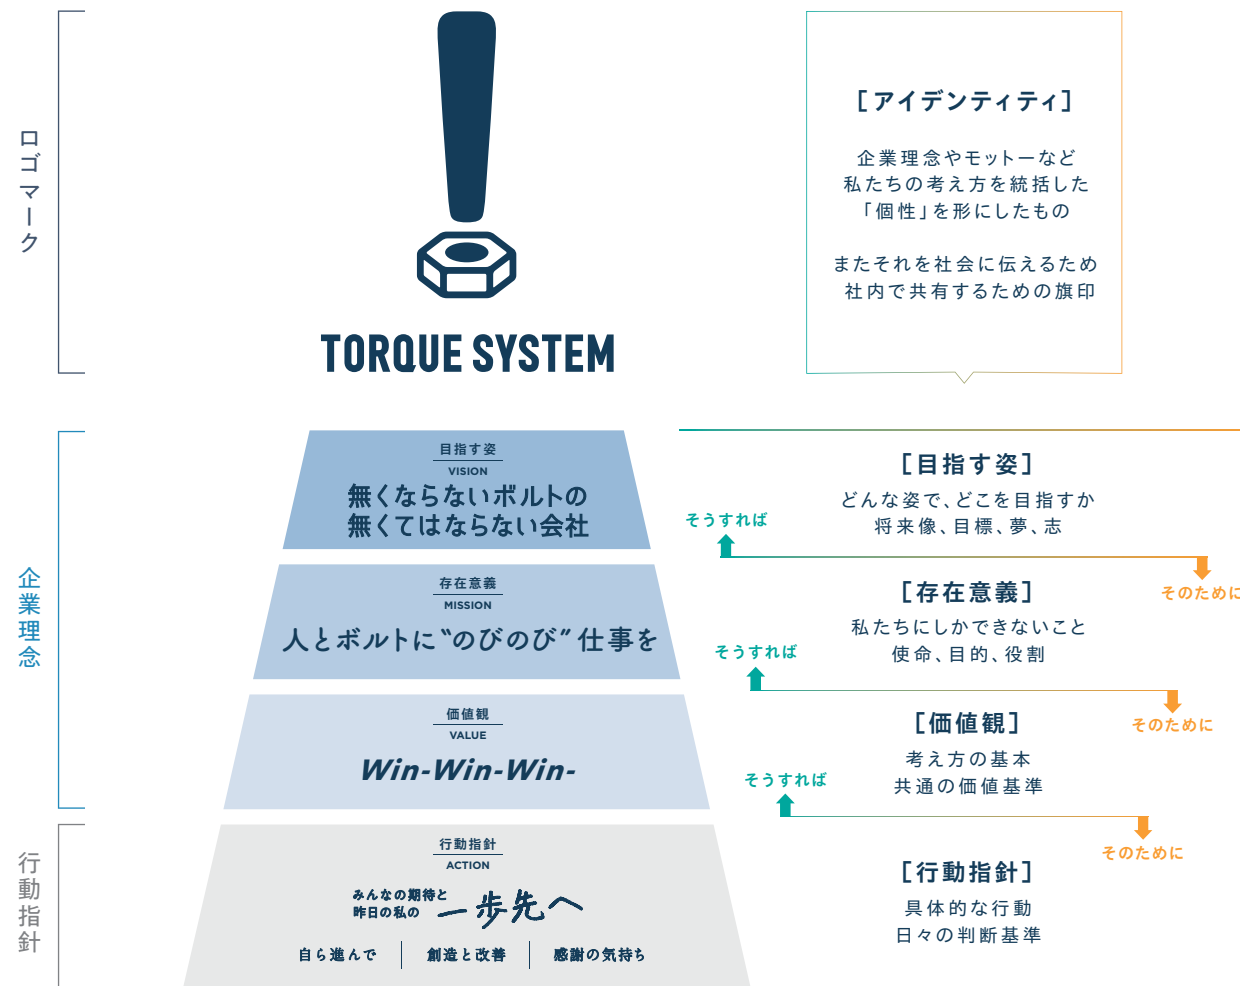 ロゴマーク
TORQUE SYSTEM
［アイデンティティ］
企業理念やモットーなど
私たちの考え方を統括した
「個性」を形にしたもの
またそれを社会に伝えるため
社内で共有するための旗印
企業理念
目指す姿
VISION
無くならないボルトの
無くてはならない会社
［目指す姿］
どんな姿で、どこを目指すか
将来像、目標、夢、志
そうすれば
そのために
存在意義
MISSION
人とボルトに〝のびのび〟仕事を
［存在意義］
私たちにしかできないこと
使命、目的、役割
そうすれば
そのために
価値観
VALUE
Win-Win-Win-
［価値観］
考え方の基本
共通の価値基準
そうすれば
そのために
行動指針
行動指針
ACTION
みんなの期待と
昨日の私の
一歩先へ
自ら進んで
創造と改善
感謝の気持ち
［行動指針］
具体的な行動
日々の判断基準